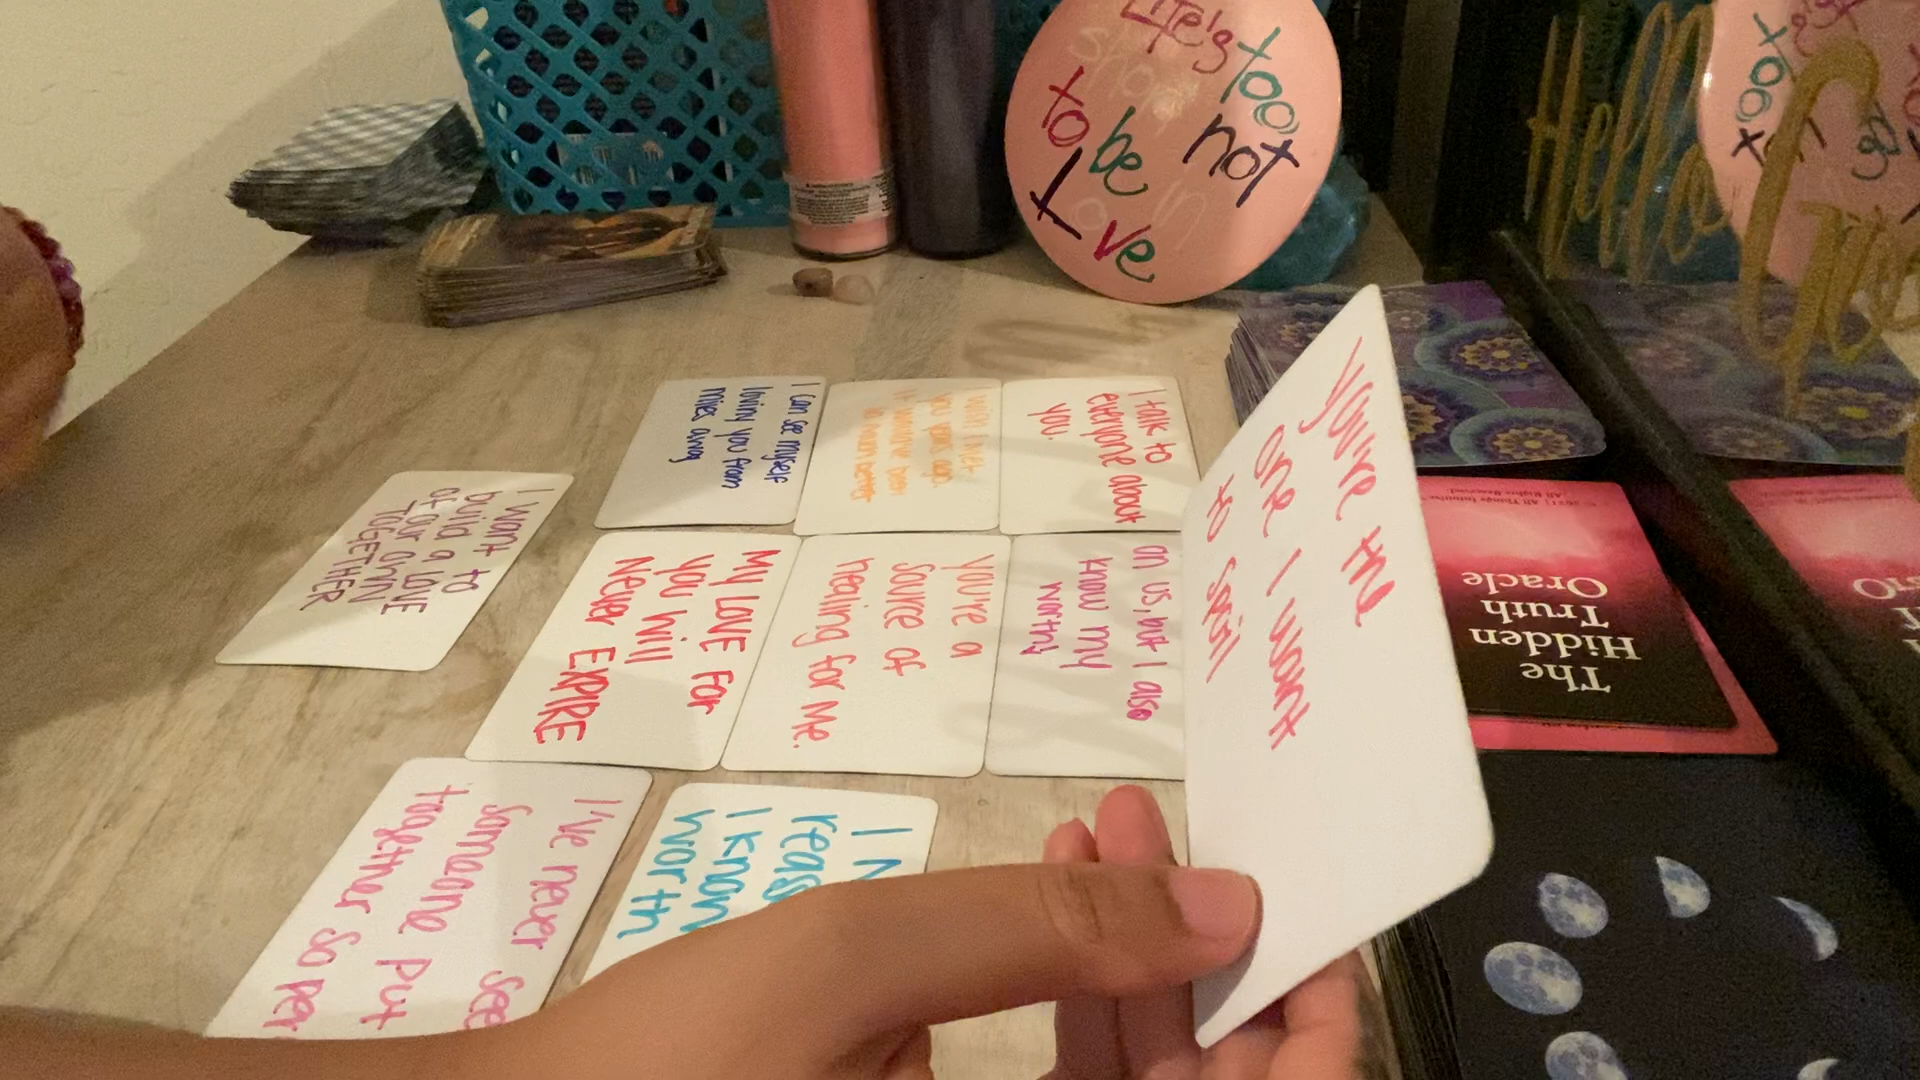 Life's too
short
to be not
in
Love
Hello
I can see myself
loving you from
miles away
I talk to
everyone about
you.
I want to
build a LOVE
of our own
TOGETHER
My LOVE for
you will
Never EXPIRE
you're a
source of
healing for Me.
on us, but I also
know my
worth
you're the
one I want
The
Hidden
Truth
Oracle
I've never see
someone put
together so per
I
reas
I know
worth